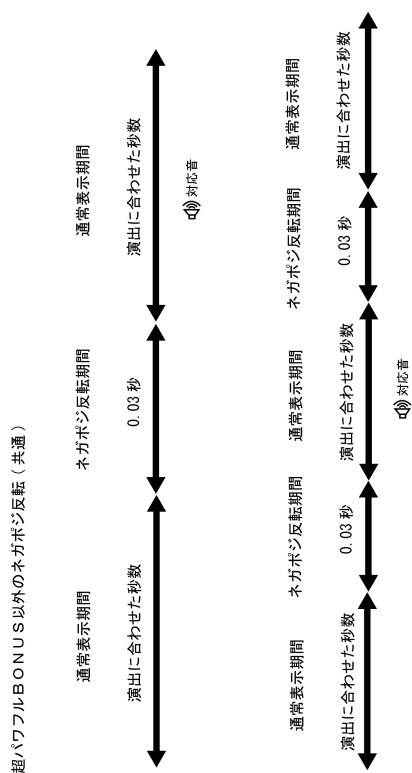 超パワフルBONUS以外のネガポジ反転（共通）
通常表示期間
ネガポジ反転期間
通常表示期間
演出に合わせた秒数
0.03秒
演出に合わせた秒数
対応音
通常表示期間
ネガポジ反転期間
通常表示期間
ネガポジ反転期間
通常表示期間
演出に合わせた秒数
0.03秒
演出に合わせた秒数
0.03秒
演出に合わせた秒数
対応音